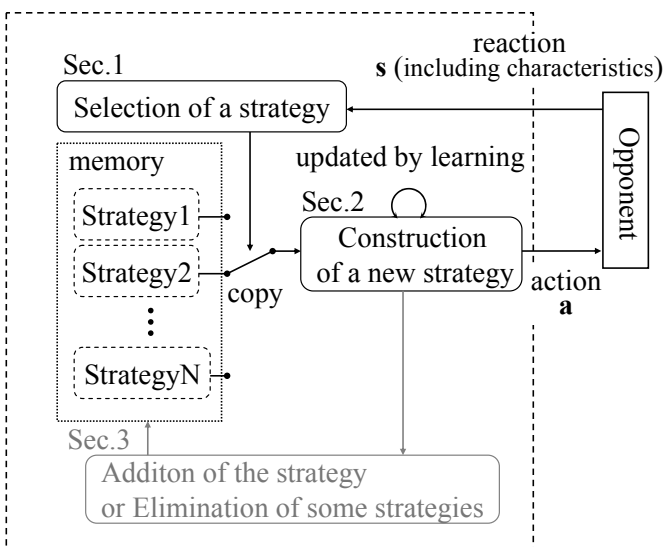 reaction
s (including characteristics)
Sec.1
Selection of a strategy
Opponent
memory
updated by learning
Strategy1
Sec.2
Construction
of a new strategy
Strategy2
copy
action
a
StrategyN
Sec.3
Additon of the strategy
or Elimination of some strategies